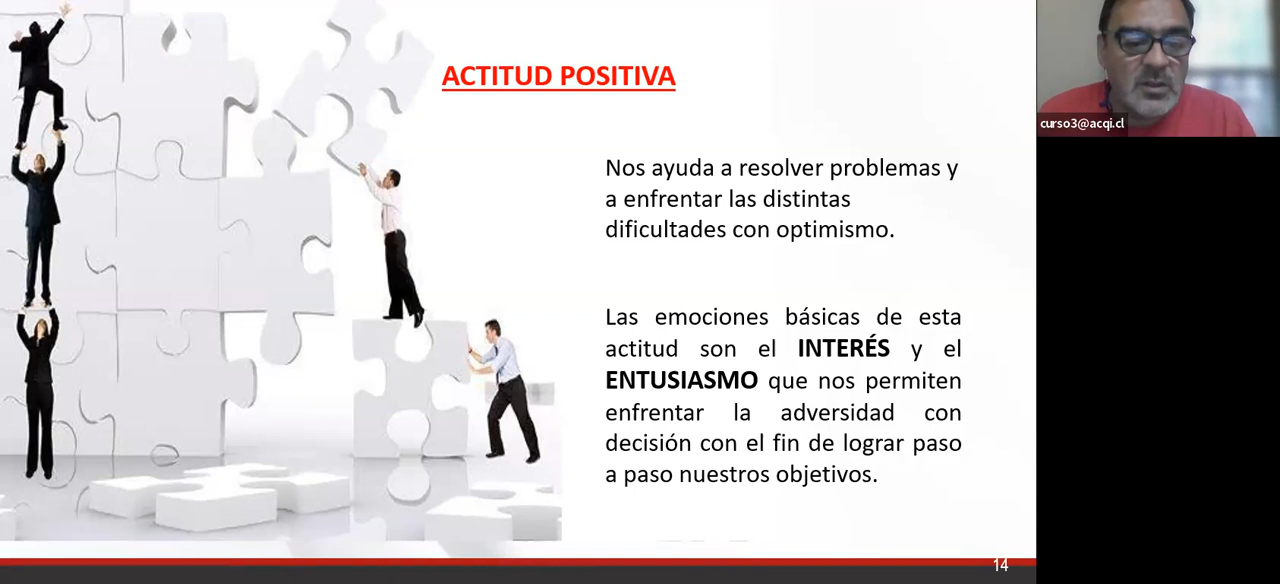 ACTITUD POSITIVA
Nos ayuda a resolver problemas y
a enfrentar las distintas
dificultades con optimismo.
Las emociones básicas de esta
actitud son el INTERÉS y el
ENTUSIASMO que nos permiten
enfrentar la adversidad con
decisión con el fin de lograr paso
a paso nuestros objetivos.
14
curso3@acqi.cl